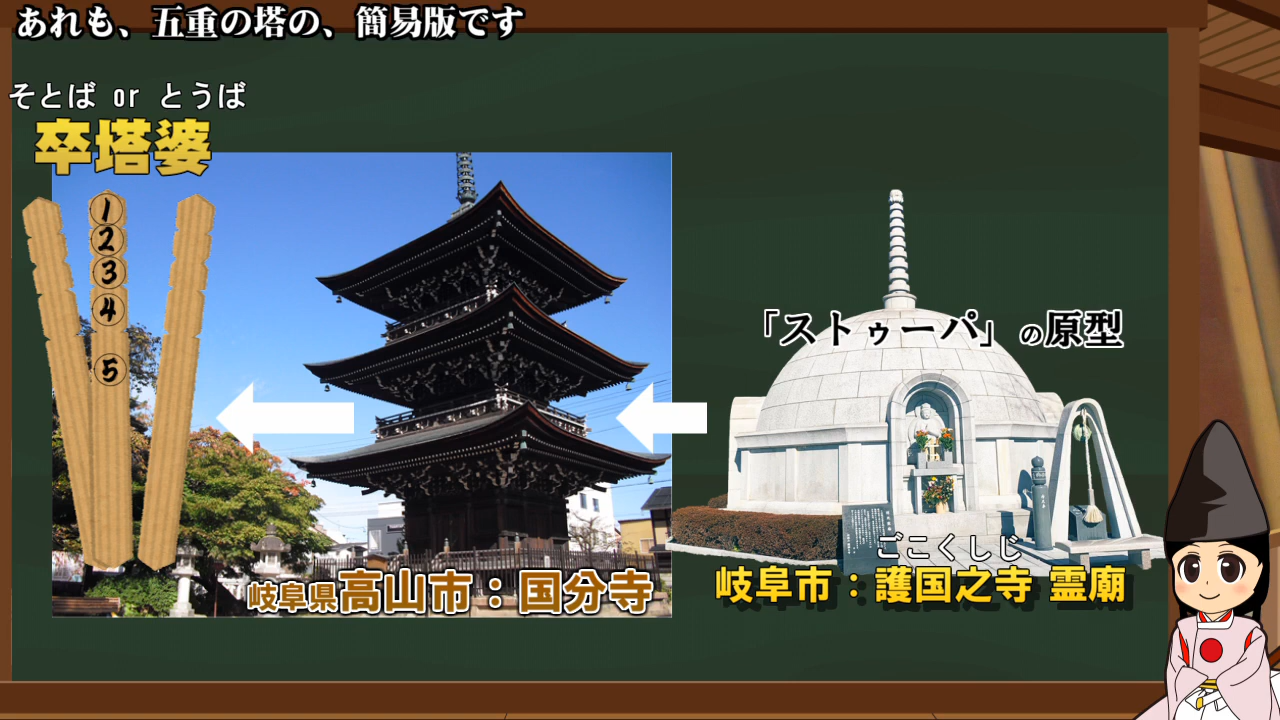 あれも、五重の塔の、簡易版です
そとば or とうば
卒塔婆
1
2
3
4
5
「ストゥーパ」の原型
岐阜県高山市:国分寺
ごこくしじ
岐阜市:護国之寺 霊廟